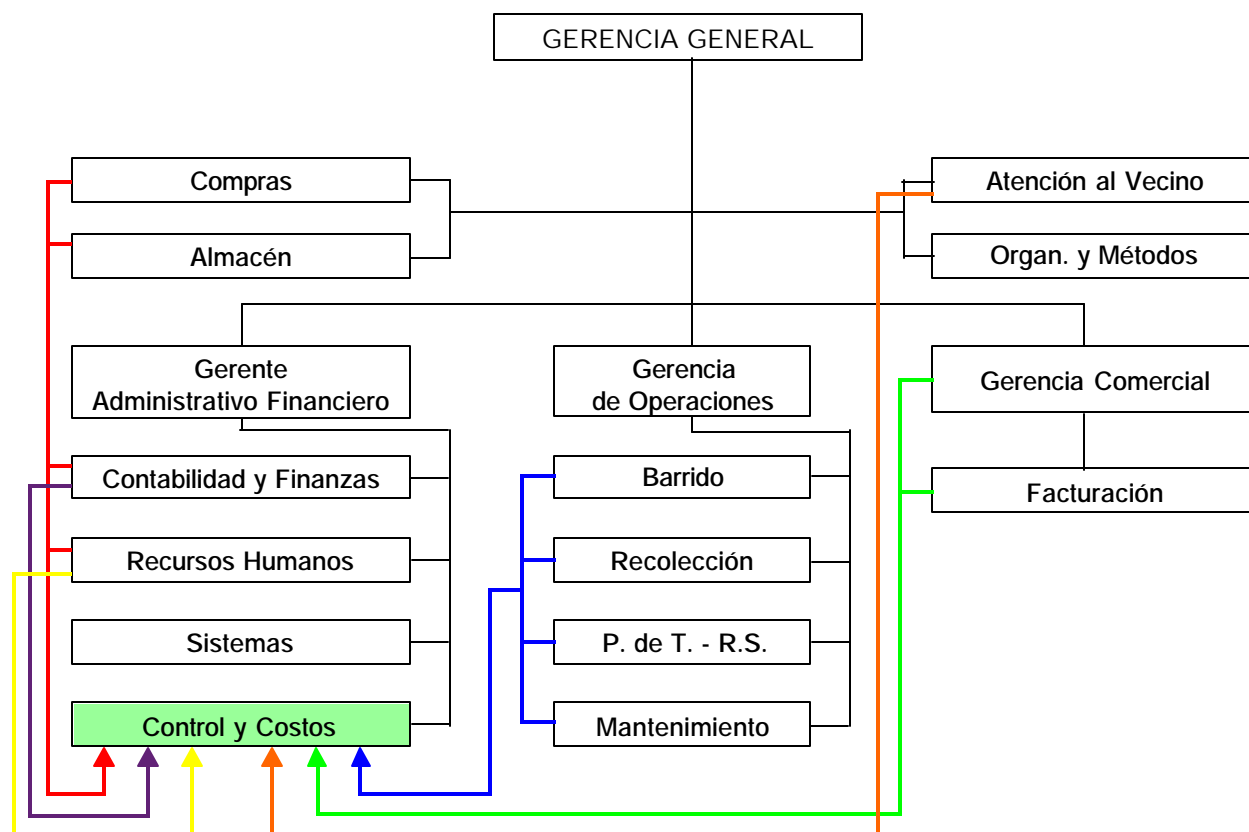 GERENCIA GENERAL
Compras
Atención al Vecino
Almacén
Organ. y Métodos
Gerente
Administrativo Financiero
Gerencia
de Operaciones
Gerencia Comercial
Contabilidad y Finanzas
Barrido
Facturación
Recursos Humanos
Recolección
Sistemas
P. de T. - R.S.
Control y Costos
Mantenimiento